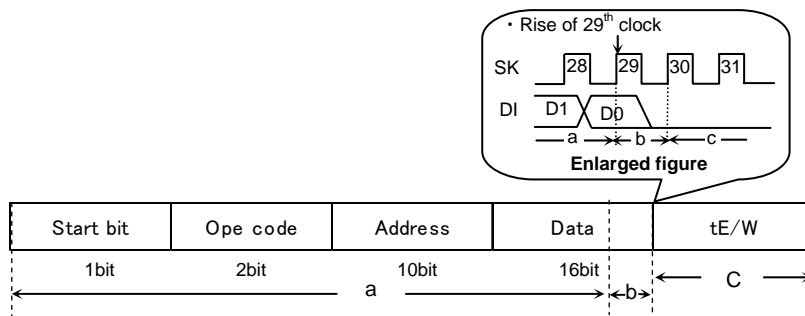 ・Rise of 29th clock
SK 28 29 30 31
DI D1 D0
a b c
Enlarged figure
Start bit Ope code Address Data tE/W
1bit 2bit 10bit 16bit
a b C